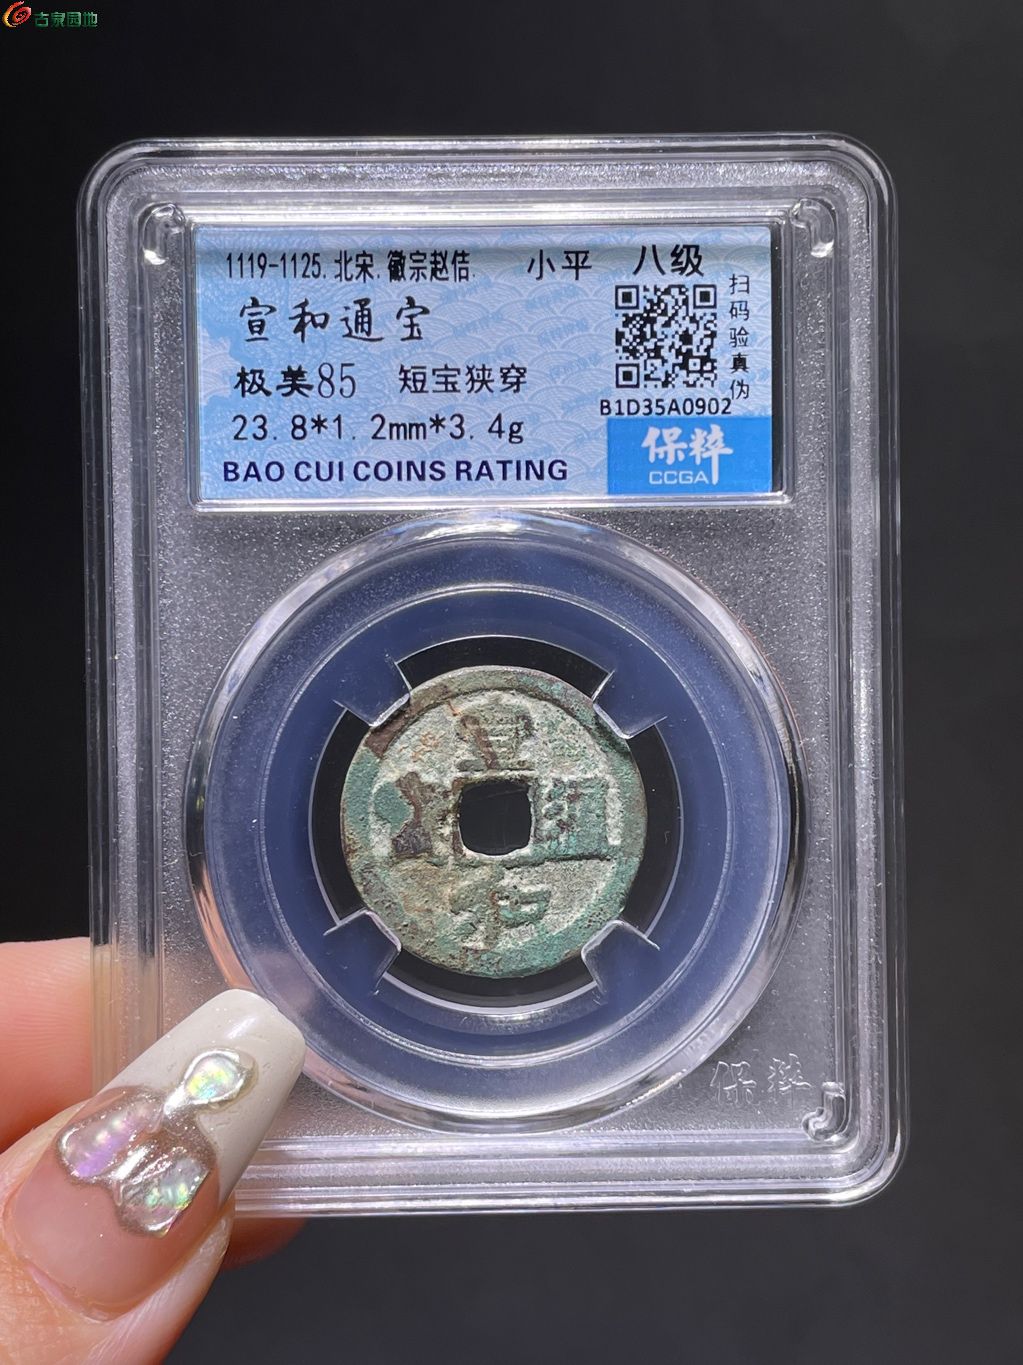 古泉园地
1119-1125.北宋.徽宗赵佶. 小平 八级
宣和通宝
极美85 短宝狭穿
23.8*1.2mm*3.4g
BAO CUI COINS RATING
扫码验真伪
B1D35A0902
保粹
CCGA
宣和通宝
保粹